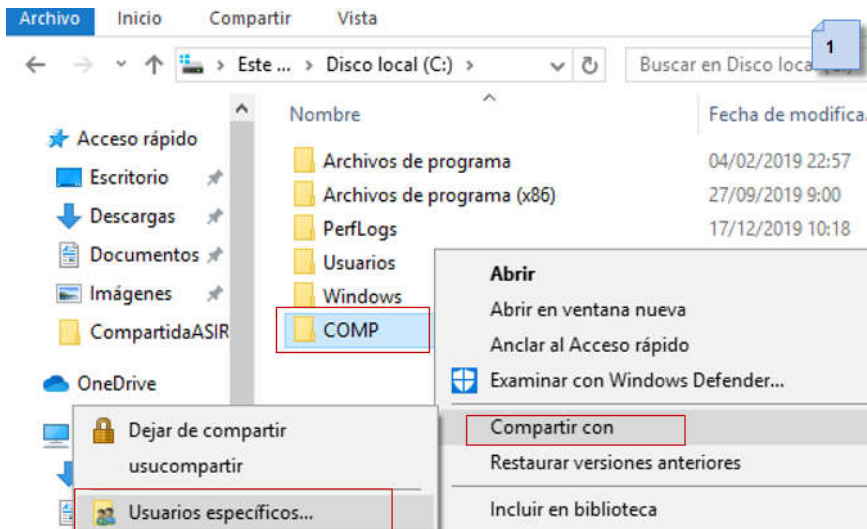 Archivo Inicio Compartir Vista
1
Este ... > Disco local (C:) >
Buscar en Disco loca
Nombre Fecha de modifica
Acceso rápido
Escritorio
Descargas
Documentos
Imágenes
CompartidaASIR
OneDrive
Archivos de programa 04/02/2019 22:57
Archivos de programa (x86) 27/09/2019 9:00
PerfLogs 17/12/2019 10:18
Usuarios
Windows
COMP
Abrir
Abrir en ventana nueva
Anclar al Acceso rápido
Examinar con Windows Defender...
Compartir con
Restaurar versiones anteriores
Incluir en biblioteca
Dejar de compartir
usucompartir
Usuarios específicos...